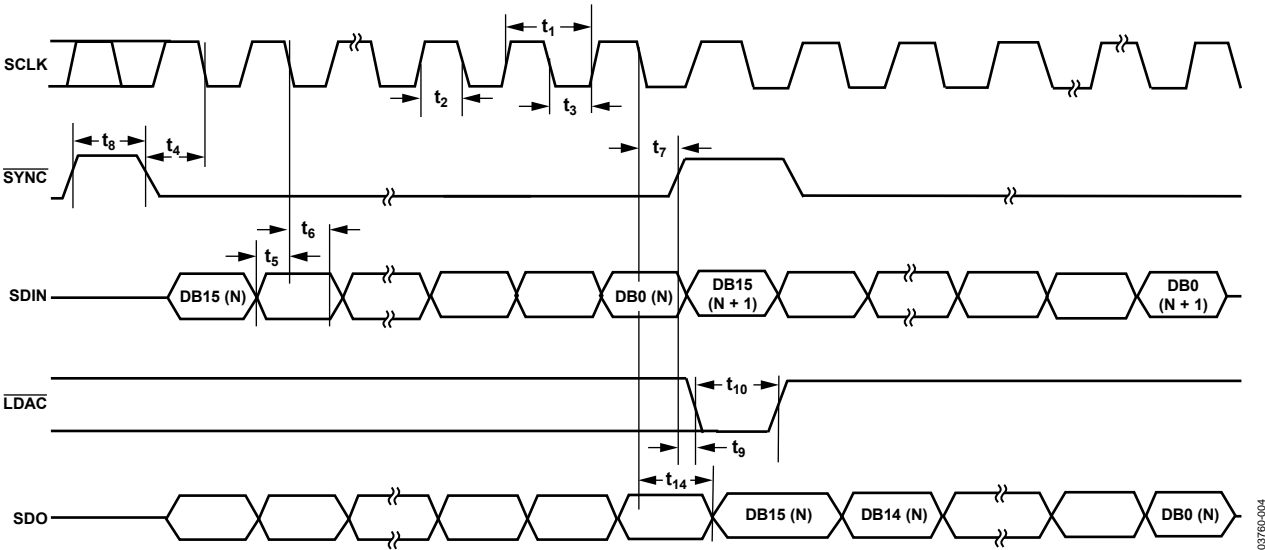 t1
SCLK
t2
t3
t8
t4
t7
SYNC
t6
t5
SDIN
DB15 (N)
DB0 (N)
DB15
(N + 1)
DB0
(N + 1)
t10
LDAC
t9
t14
SDO
DB15 (N)
DB14 (N)
DB0 (N)
03760-004